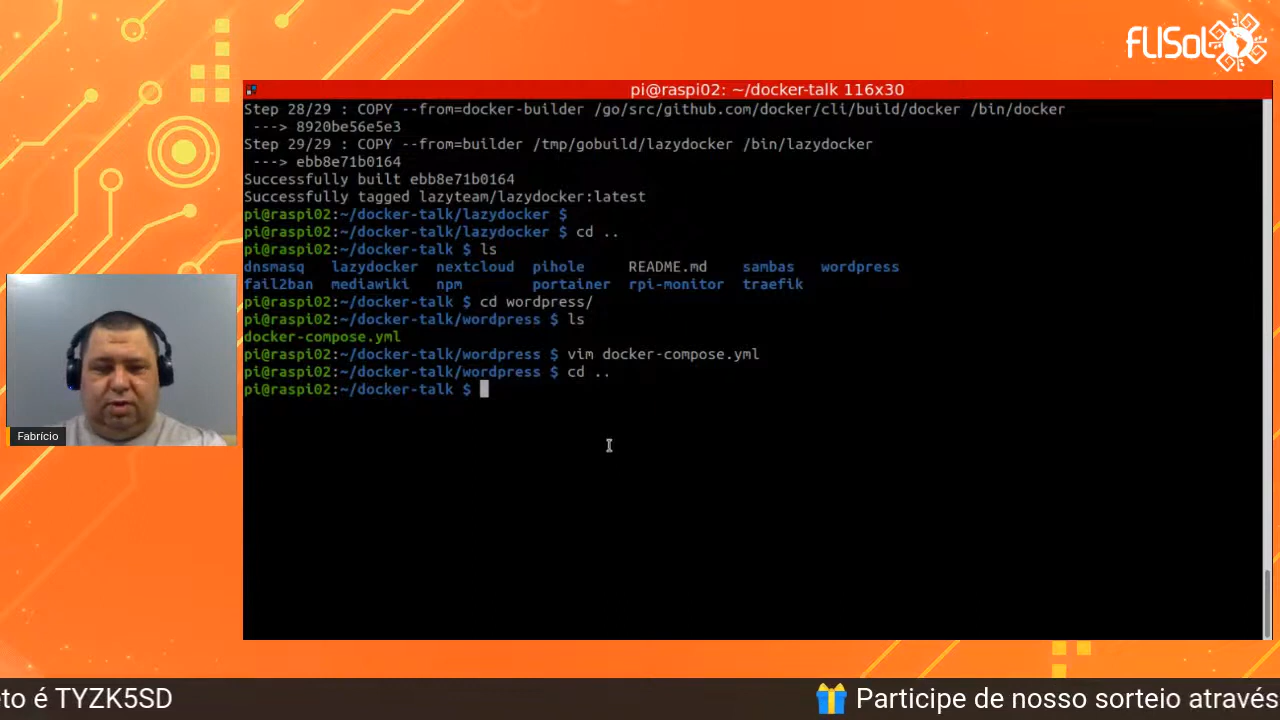 FLISoL
pi@raspi02: ~/docker-talk 116x30
Step 28/29 : COPY --from=docker-builder /go/src/github.com/docker/cli/build/docker /bin/docker
 ---> 8920be56e5e3
Step 29/29 : COPY --from=builder /tmp/gobuild/lazydocker /bin/lazydocker
 ---> ebb8e71b0164
Successfully built ebb8e71b0164
Successfully tagged lazyteam/lazydocker:latest
pi@raspi02:~/docker-talk/lazydocker $
pi@raspi02:~/docker-talk/lazydocker $ cd ..
pi@raspi02:~/docker-talk $ ls
dnsmasq lazydocker nextcloud pihole README.md sambas wordpress
fail2ban mediawiki npm portainer rpi-monitor traefik
pi@raspi02:~/docker-talk $ cd wordpress/
pi@raspi02:~/docker-talk/wordpress $ ls
docker-compose.yml
pi@raspi02:~/docker-talk/wordpress $ vim docker-compose.yml
pi@raspi02:~/docker-talk/wordpress $ cd ..
pi@raspi02:~/docker-talk $
Fabrício
eto é TYZK5SD
Participe de nosso sorteio através